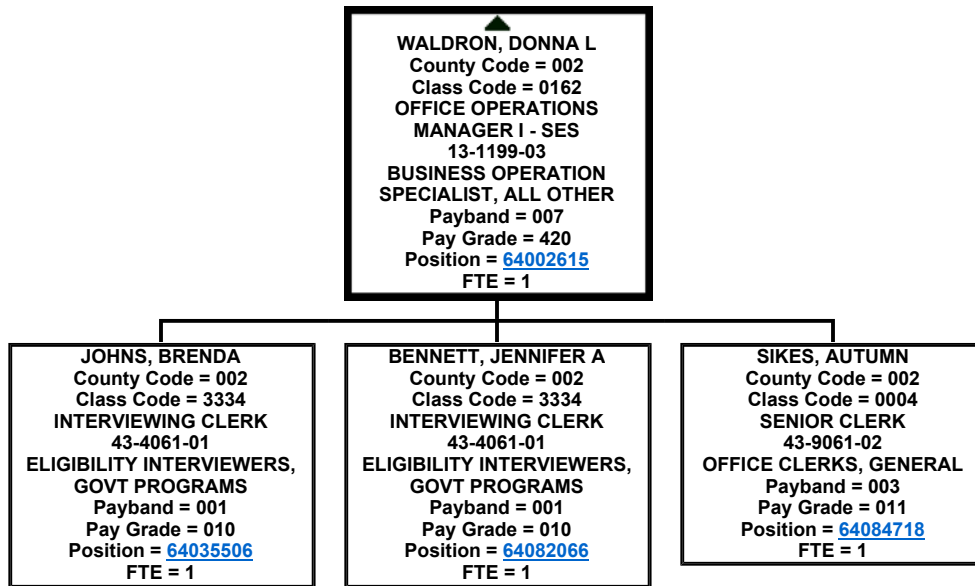 WALDRON, DONNA L
County Code = 002
Class Code = 0162
OFFICE OPERATIONS
MANAGER I - SES
13-1199-03
BUSINESS OPERATION
SPECIALIST, ALL OTHER
Payband = 007
Pay Grade = 420
Position = 64002615
FTE = 1
JOHNS, BRENDA
County Code = 002
Class Code = 3334
INTERVIEWING CLERK
43-4061-01
ELIGIBILITY INTERVIEWERS,
GOVT PROGRAMS
Payband = 001
Pay Grade = 010
Position = 64035506
FTE = 1
BENNETT, JENNIFER A
County Code = 002
Class Code = 3334
INTERVIEWING CLERK
43-4061-01
ELIGIBILITY INTERVIEWERS,
GOVT PROGRAMS
Payband = 001
Pay Grade = 010
Position = 64082066
FTE = 1
SIKES, AUTUMN
County Code = 002
Class Code = 0004
SENIOR CLERK
43-9061-02
OFFICE CLERKS, GENERAL
Payband = 003
Pay Grade = 011
Position = 64084718
FTE = 1